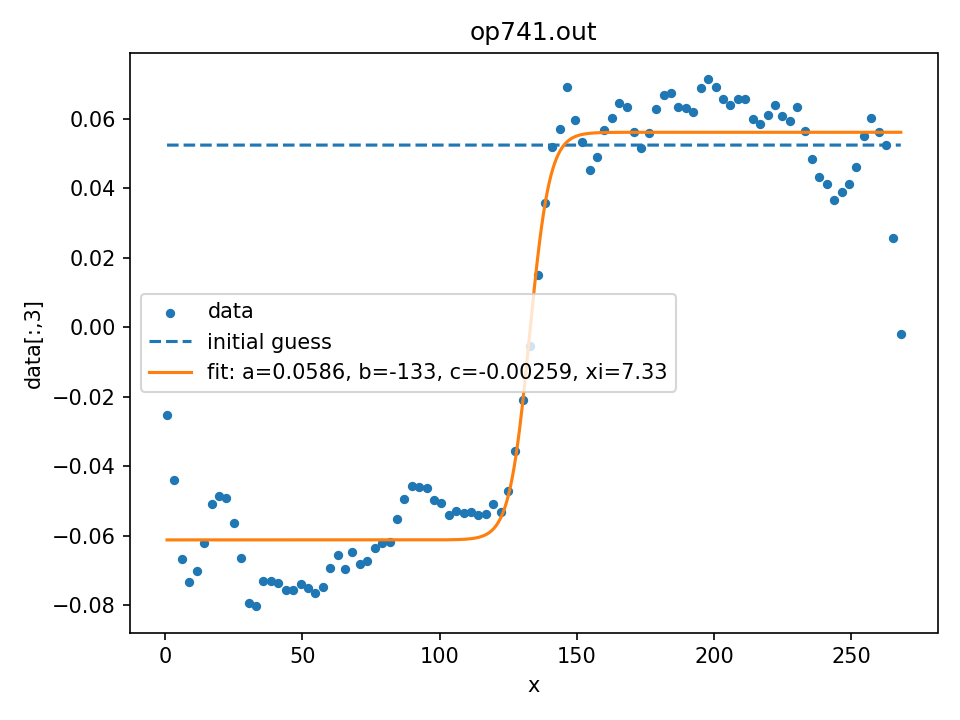 op741.out
0.06
0.04
0.02
0.00
−0.02
−0.04
−0.06
−0.08
data[:,3]
data
initial guess
fit: a=0.0586, b=-133, c=-0.00259, xi=7.33
0 50 100 150 200 250
x